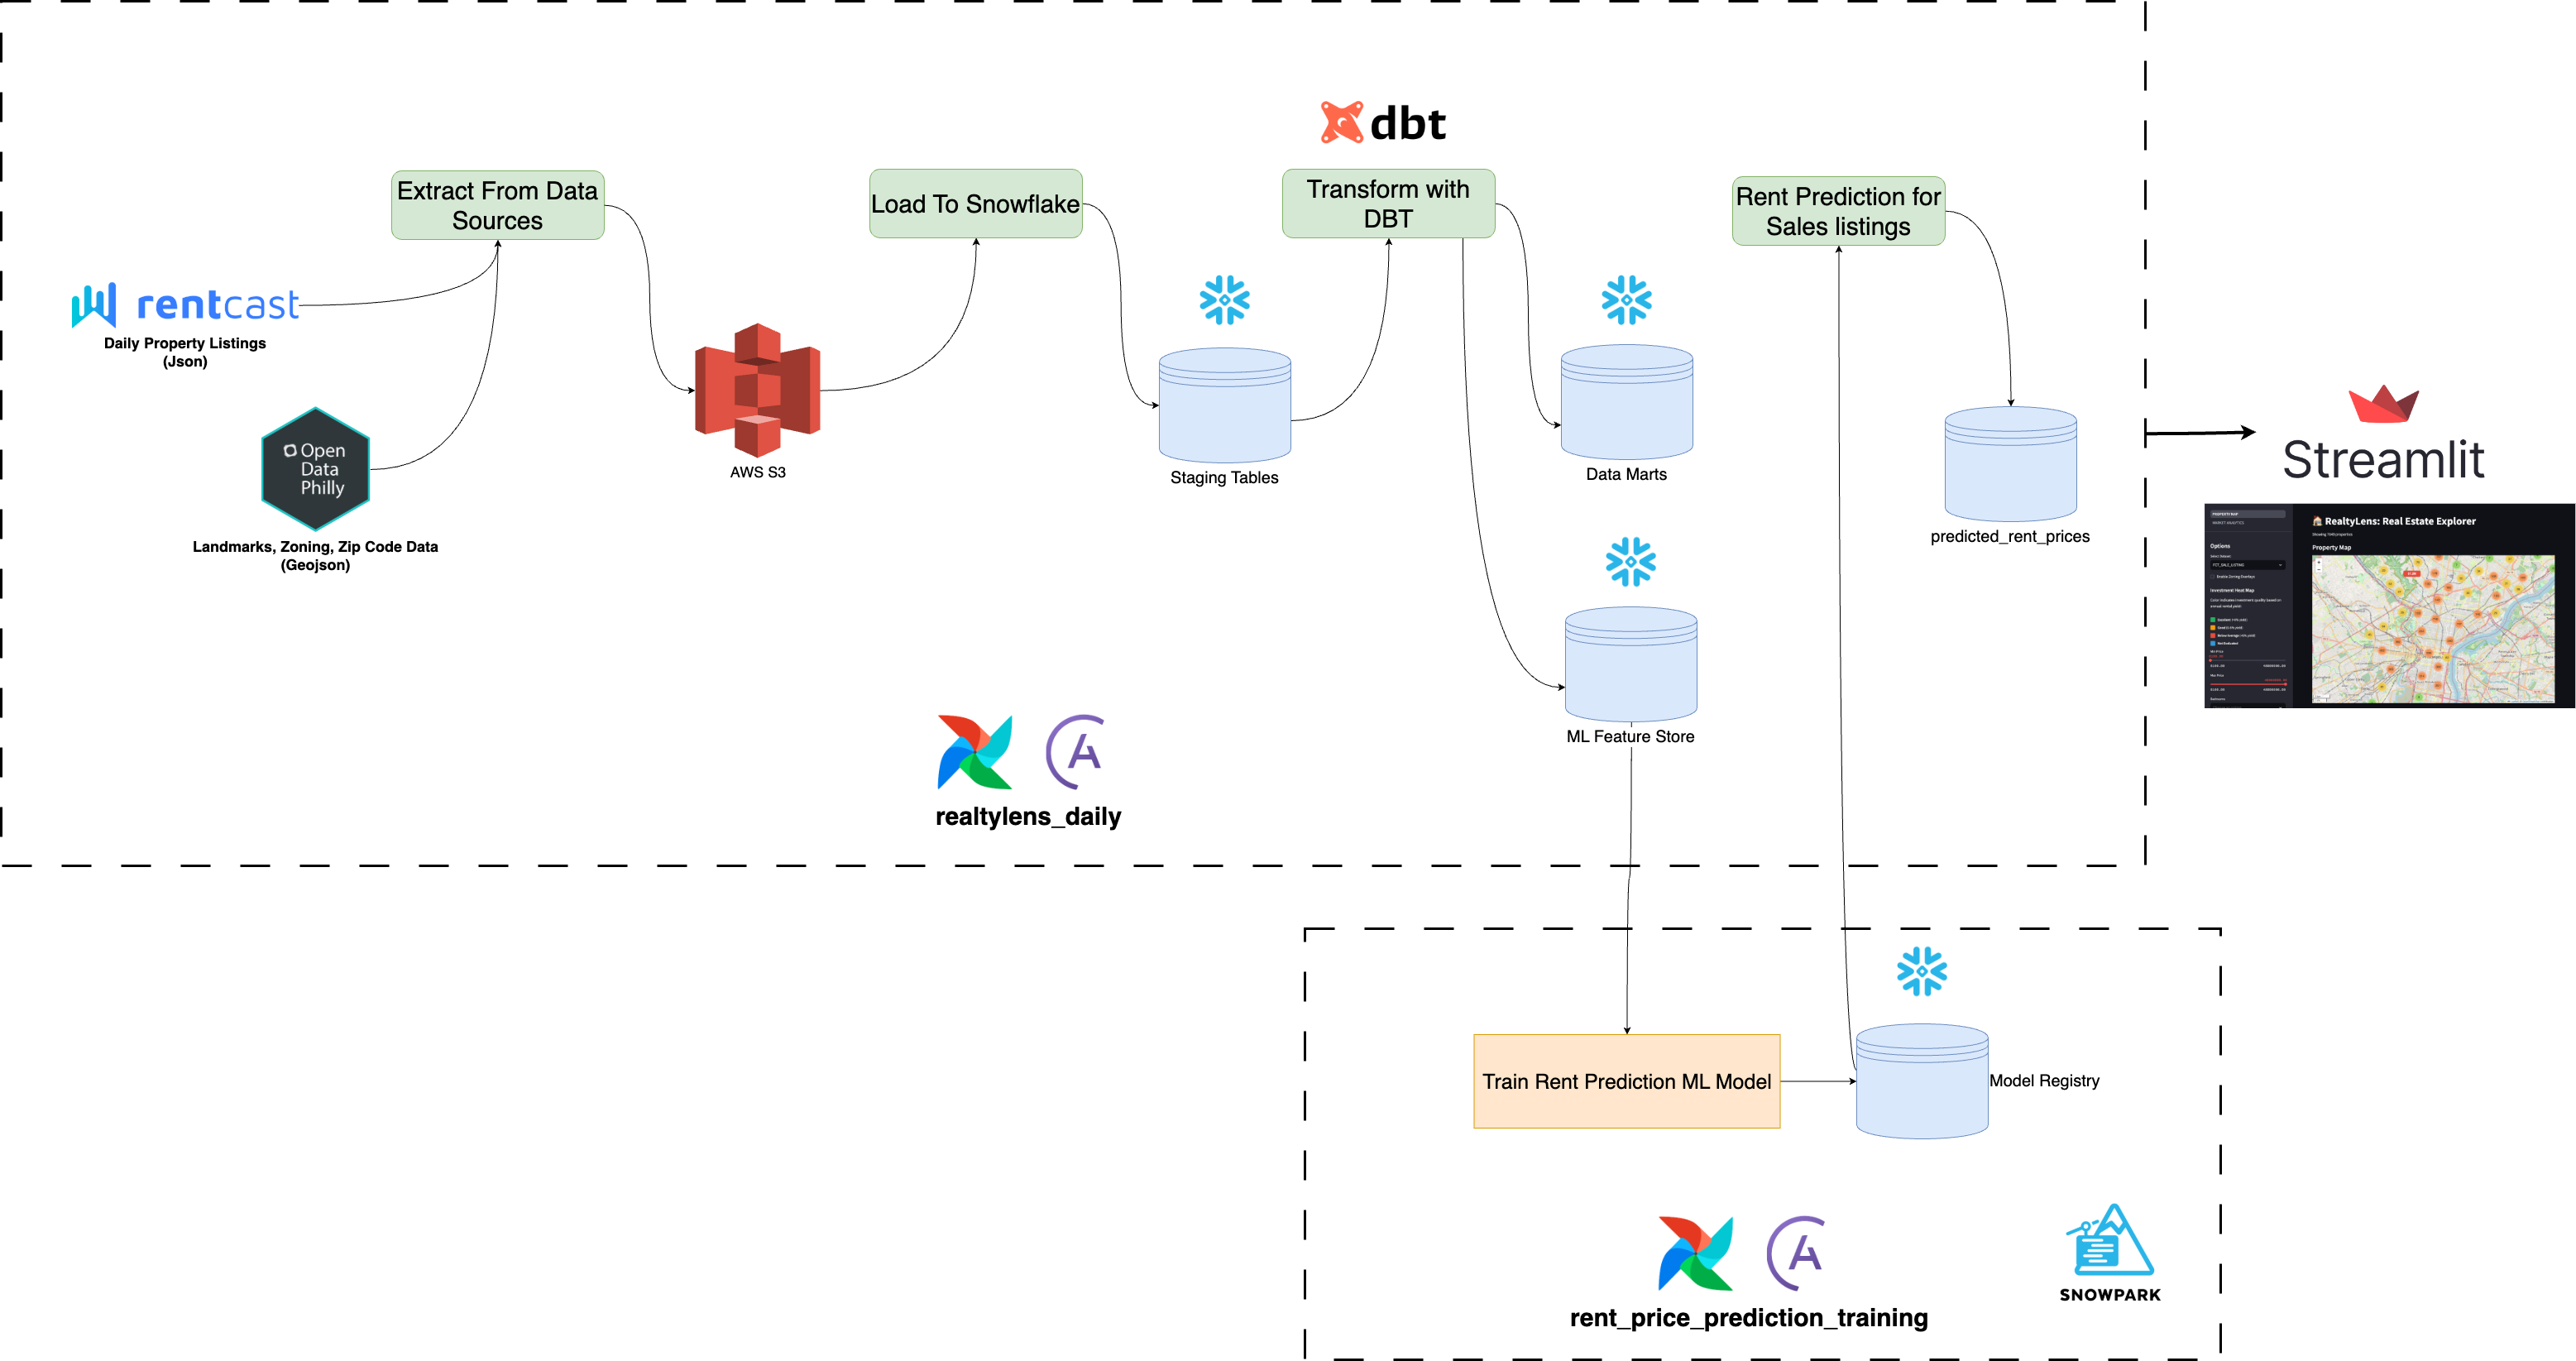 dbt
Extract From Data
Sources
Load To Snowflake
Transform with
DBT
Rent Prediction for
Sales listings
rentcast
Daily Property Listings
(Json)
Open
Data
Philly
Landmarks, Zoning, Zip Code Data
(Geojson)
AWS S3
Staging Tables
Data Marts
predicted_rent_prices
ML Feature Store
realtylens_daily
Streamlit
RealtyLens: Real Estate Explorer
Property Map
Options
Investment Heat Map
Train Rent Prediction ML Model
Model Registry
rent_price_prediction_training
SNOWPARK